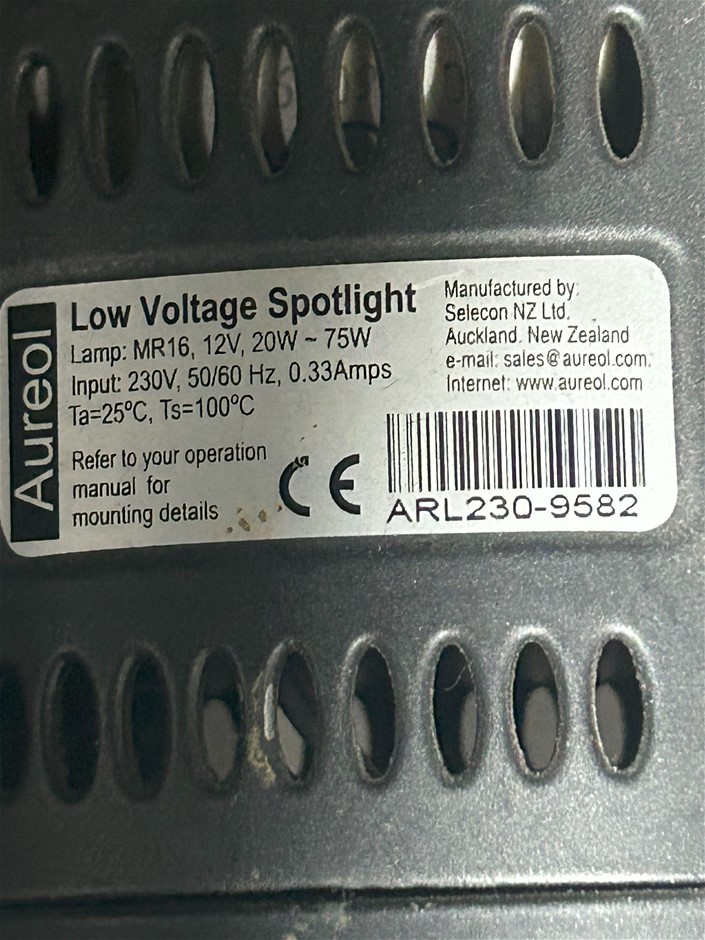 Aureol
Low Voltage Spotlight
Lamp: MR16, 12V, 20W ~ 75W
Input: 230V, 50/60 Hz, 0.33Amps
Ta=25ºC, Ts=100ºC
Refer to your operation
manual for
mounting details
CE
Manufactured by:
Selecon NZ Ltd.
Auckland, New Zealand
e-mail: sales@aureol.com.
Internet: www.aureol.com
ARL230-9582